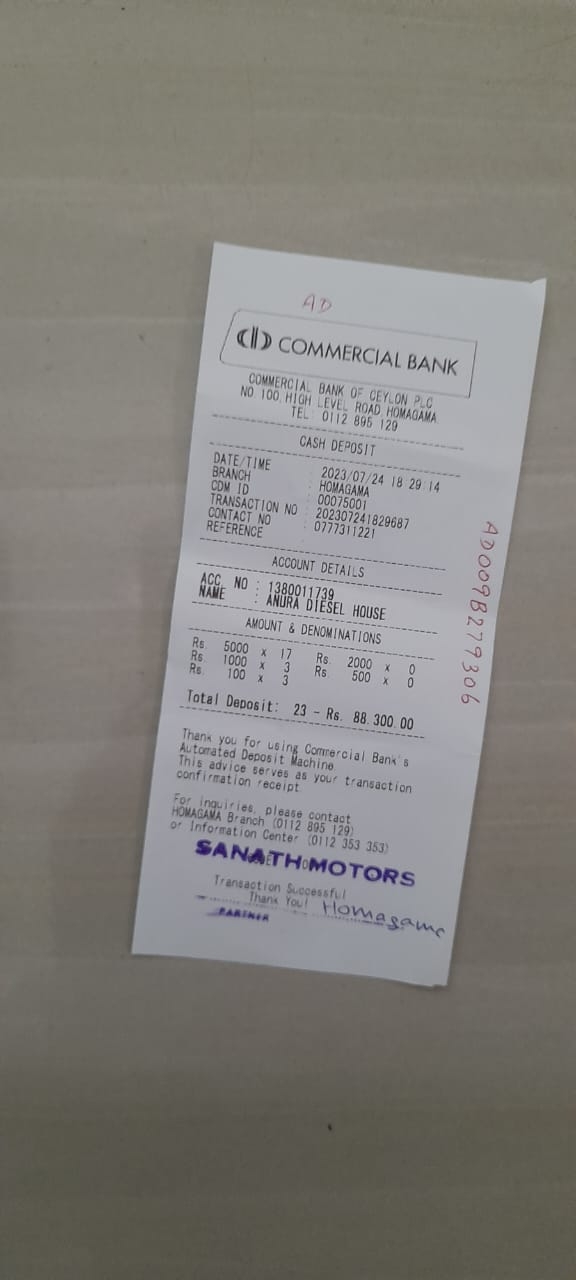 AD
COMMERCIAL BANK
COMMERCIAL BANK OF CEYLON PLC
NO. 100, HIGH LEVEL ROAD, HOMAGAMA.
TEL: 0112 895 129
CASH DEPOSIT
DATE/TIME : 2023/07/24 18:29:14
BRANCH : HOMAGAMA
CDM ID : 00075001
TRANSACTION NO : 202307241829687
CONTACT NO : 0777311221
REFERENCE
ACCOUNT DETAILS
ACC. NO : 1380011739
NAME : ANURA DIESEL HOUSE
AMOUNT & DENOMINATIONS
Rs. 5000 x 17 Rs. 2000 x 0
Rs. 1000 x 3 Rs. 500 x 0
Rs. 100 x 3
Total Deposit: 23 - Rs. 88,300.00
Thank you for using Commercial Bank's
Automated Deposit Machine.
This advice serves as your transaction
confirmation receipt.
For inquiries, please contact
HOMAGAMA Branch (0112 895 129)
or Information Center (0112 353 353)
SANATH MOTORS
Transaction Successful
Thank You! Homagama
PARTNER
AD009B279306